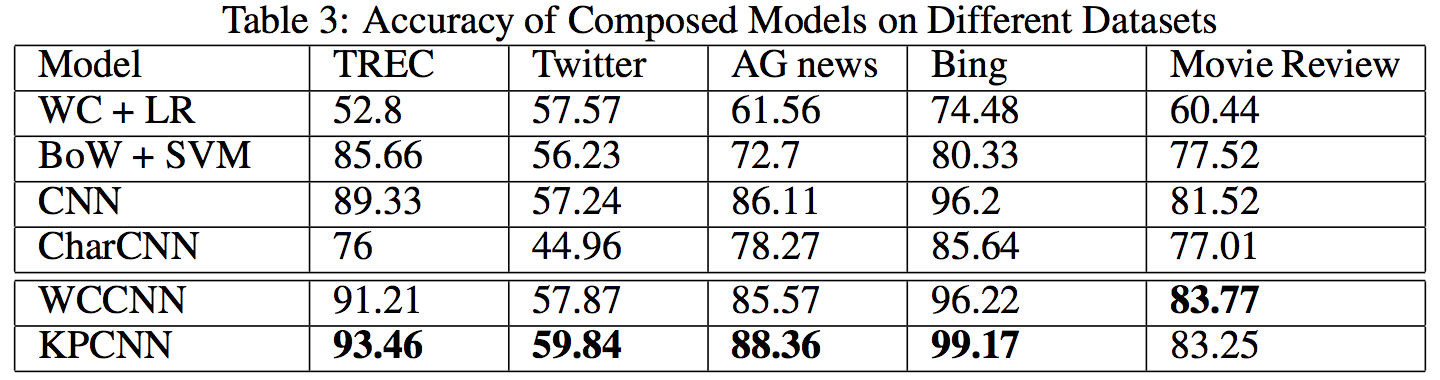 Table 3: Accuracy of Composed Models on Different Datasets
Model TREC Twitter AG news Bing Movie Review
WC + LR 52.8 57.57 61.56 74.48 60.44
BoW + SVM 85.66 56.23 72.7 80.33 77.52
CNN 89.33 57.24 86.11 96.2 81.52
CharCNN 76 44.96 78.27 85.64 77.01
WCCNN 91.21 57.87 85.57 96.22 83.77
KPCNN 93.46 59.84 88.36 99.17 83.25